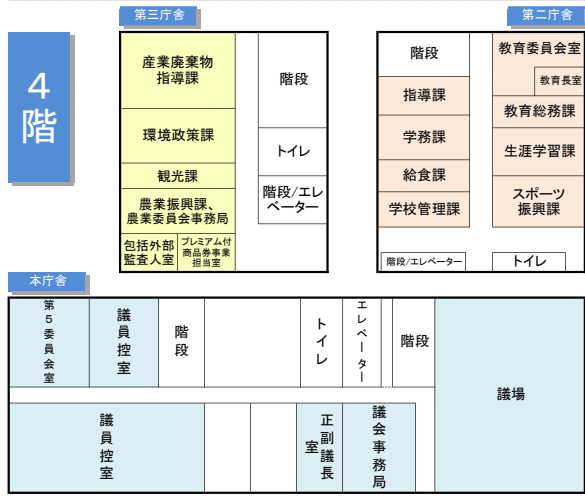 4
階
第三庁舎
産業廃棄物
指導課
環境政策課
観光課
農業振興課、
農業委員会事務局
包括外部
監査人室
プレミアム付
商品券事業
担当室
階段
トイレ
階段/エレ
ベーター
第二庁舎
階段
指導課
学務課
給食課
学校管理課
階段/エレベーター
教育委員会室
教育長室
教育総務課
生涯学習課
スポーツ
振興課
トイレ
本庁舎
第5委員会室
議員控室
階段
トイレ
エレベーター
階段
議場
議員控室
正副議長室
議会事務局